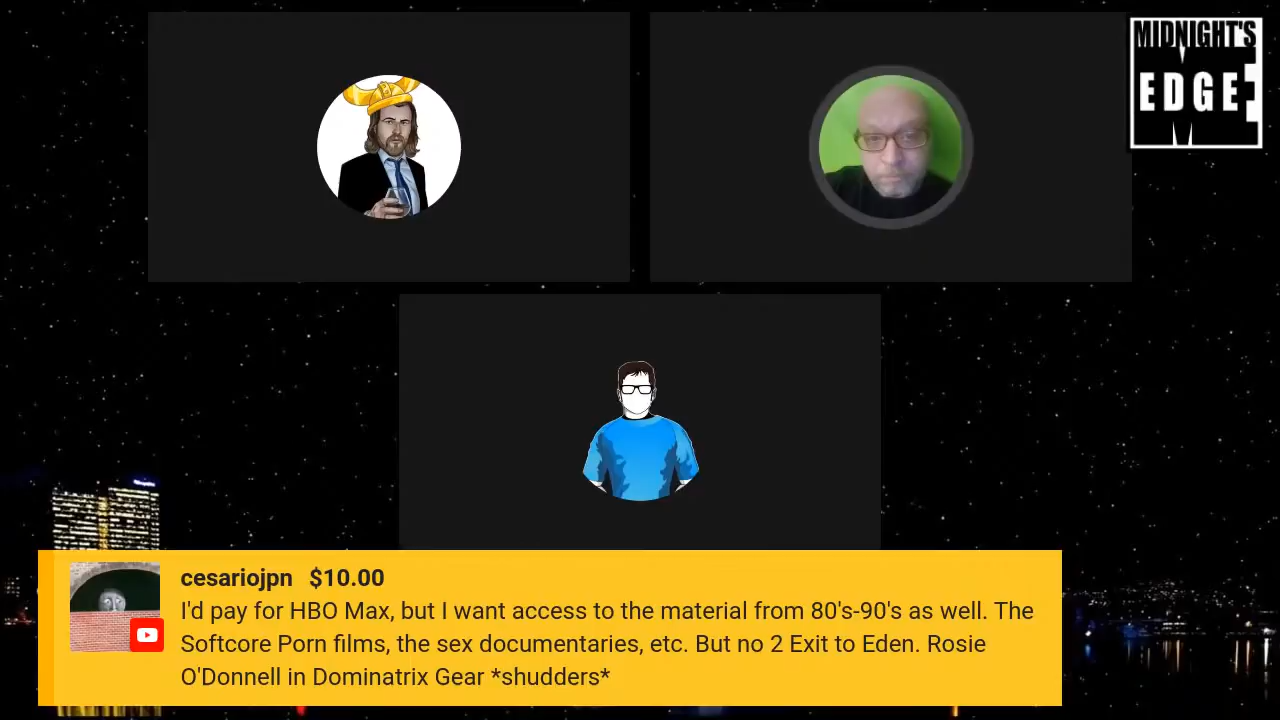 MIDNIGHT'S
EDGE
cesariojpn $10.00
I'd pay for HBO Max, but I want access to the material from 80's-90's as well. The
Softcore Porn films, the sex documentaries, etc. But no 2 Exit to Eden. Rosie
O'Donnell in Dominatrix Gear *shudders*